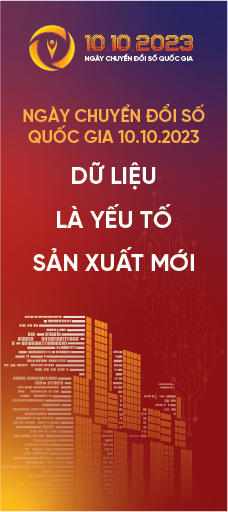 10.10.2023
NGÀY CHUYỂN ĐỔI SỐ QUỐC GIA
NGÀY CHUYỂN ĐỔI SỐ
QUỐC GIA 10.10.2023
DỮ LIỆU
LÀ YẾU TỐ
SẢN XUẤT MỚI